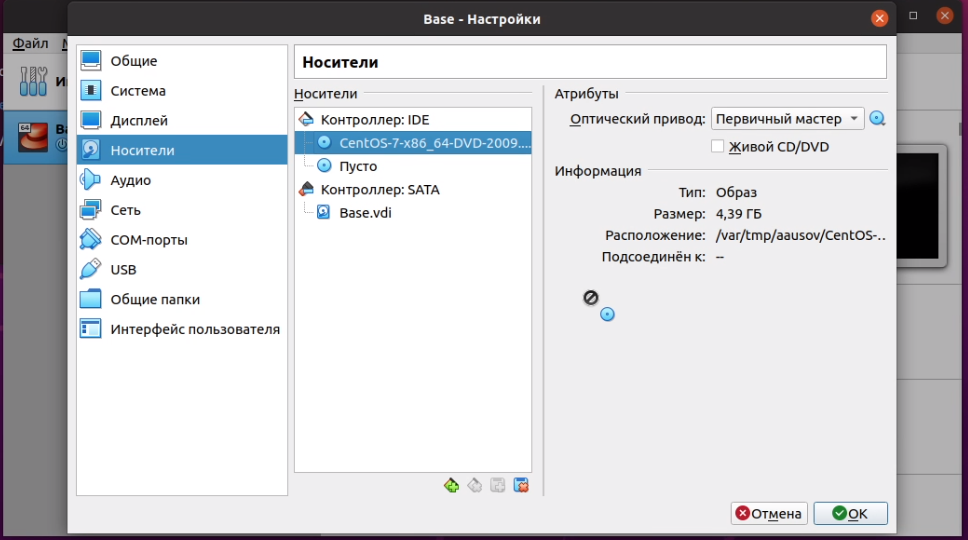 Base - Настройки
Файл
64
Общие
Система
Дисплей
Носители
Аудио
Сеть
COM-порты
USB
Общие папки
Интерфейс пользователя
Носители
Носители
Контроллер: IDE
CentOS-7-x86_64-DVD-2009....
Пусто
Контроллер: SATA
Base.vdi
Атрибуты
Оптический привод: Первичный мастер
Живой CD/DVD
Информация
Тип: Образ
Размер: 4,39 ГБ
Расположение: /var/tmp/aausov/CentOS-..
Подсоединён к: --
Отмена
OK